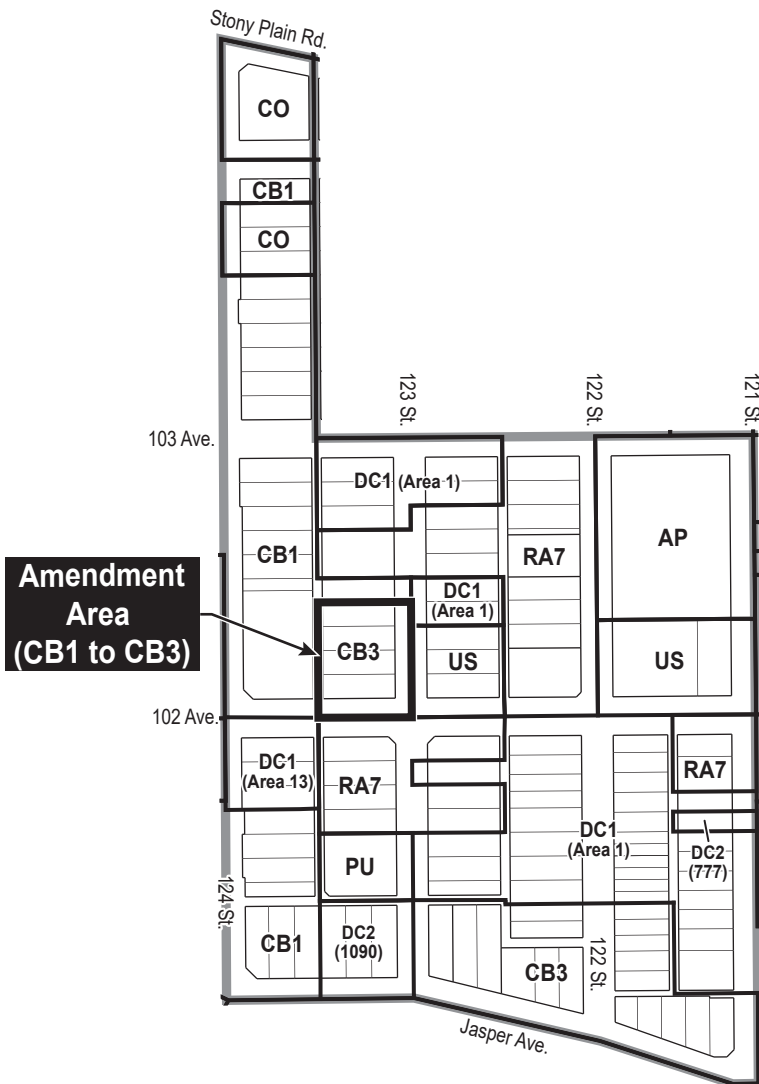 Stony Plain Rd.
CO
CB1
CO
123 St.
122 St.
121 St.
103 Ave.
DC1 (Area 1)
AP
CB1
RA7
Amendment
Area
(CB1 to CB3)
DC1
(Area 1)
CB3
US
US
102 Ave.
DC1
(Area 13)
RA7
RA7
DC1
(Area 1)
DC2
(777)
PU
124 St.
CB1
DC2
(1090)
CB3
122 St.
Jasper Ave.